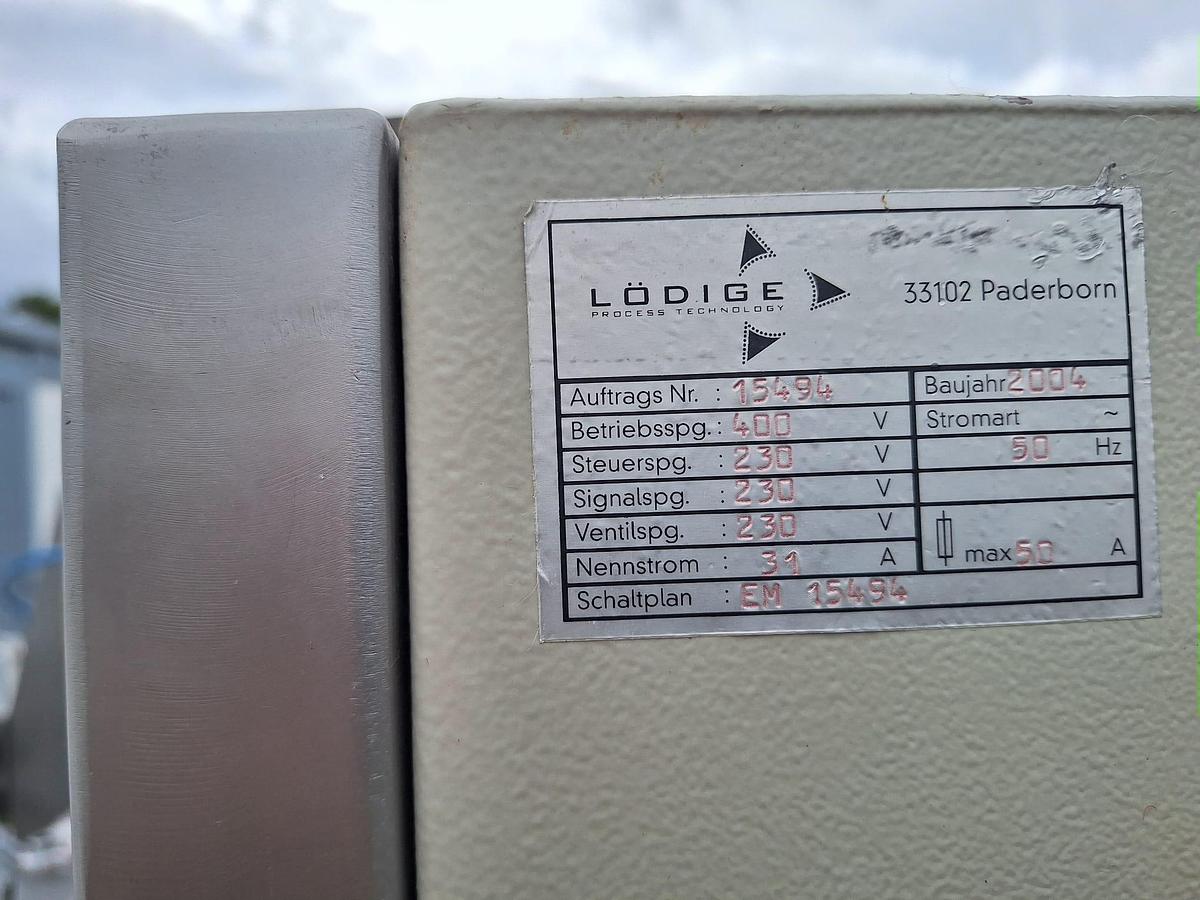 LÖDIGE
PROCESS TECHNOLOGY
33102 Paderborn
Auftrags Nr. : 15494
Baujahr 2004
Betriebsspg. : 400 V
Stromart ~
Steuerspg. : 230 V
50 Hz
Signalspg. : 230 V
Ventilspg. : 230 V
max 50 A
Nennstrom : 31 A
Schaltplan : EM 15494